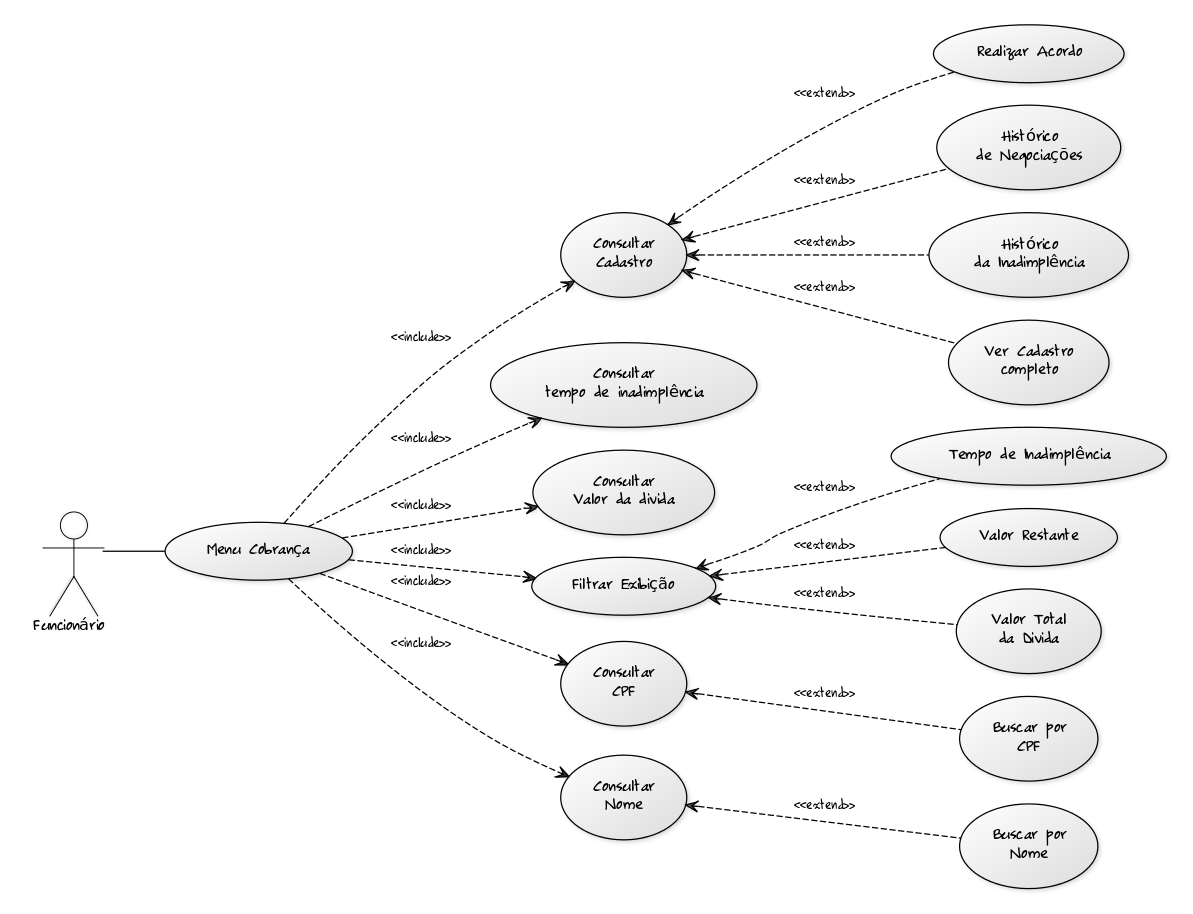 Realizar Acordo
<<extend>>
Histórico
de Negociações
<<extend>>
Consultar
Cadastro
<<extend>>
Histórico
da Inadimplência
<<extend>>
Ver Cadastro
completo
<<include>>
Consultar
tempo de inadimplência
<<include>>
Tempo de Inadimplência
<<extend>>
Consultar
Valor da divida
<<include>>
Valor Restante
<<extend>>
Menu Cobrança
<<include>>
Filtrar Exibição
<<extend>>
<<include>>
Valor Total
da Divida
Funcionário
<<include>>
Consultar
CPF
<<extend>>
Buscar por
CPF
Consultar
Nome
<<extend>>
Buscar por
Nome